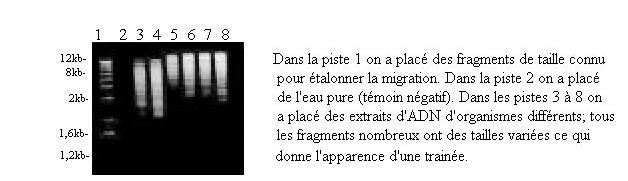 1 2 3 4 5 6 7 8
12kb-
8kb-
2kb-
1,6kb-
1,2kb-
Dans la piste 1 on a placé des fragments de taille connu
pour étalonner la migration. Dans la piste 2 on a placé
de l'eau pure (témoin négatif). Dans les pistes 3 à 8 on
a placé des extraits d'ADN d'organismes différents; tous
les fragments nombreux ont des tailles variées ce qui
donne l'apparence d'une trainée.